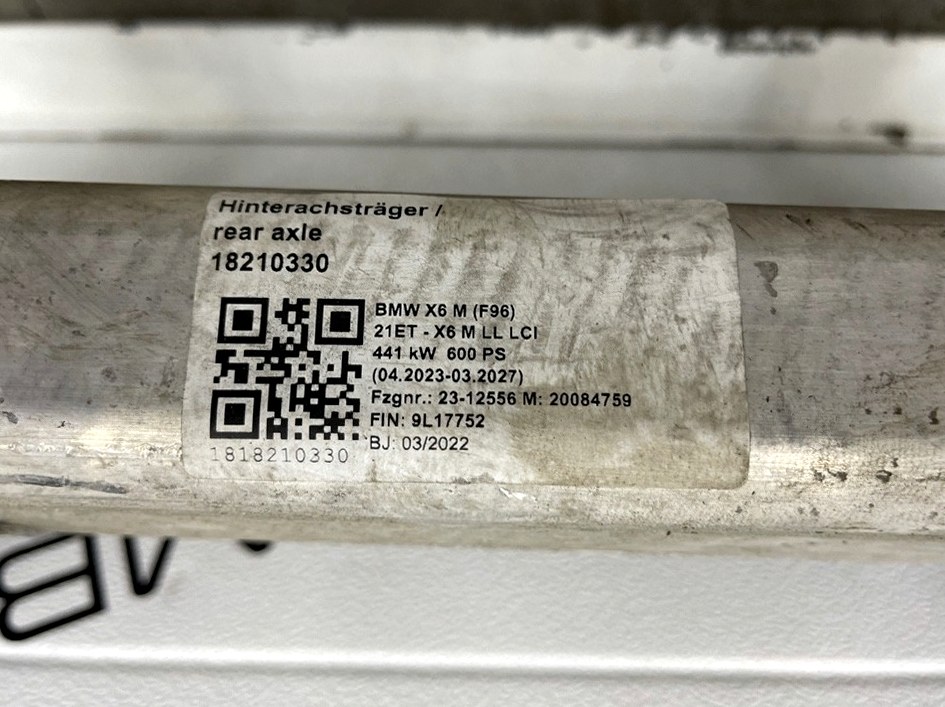 Hinterachsträger /
rear axle
18210330
BMW X6 M (F96)
21ET - X6 M LL LCI
441 kW 600 PS
(04.2023-03.2027)
Fzgnr.: 23-12556 M: 20084759
FIN: 9L17752
BJ: 03/2022
1818210330